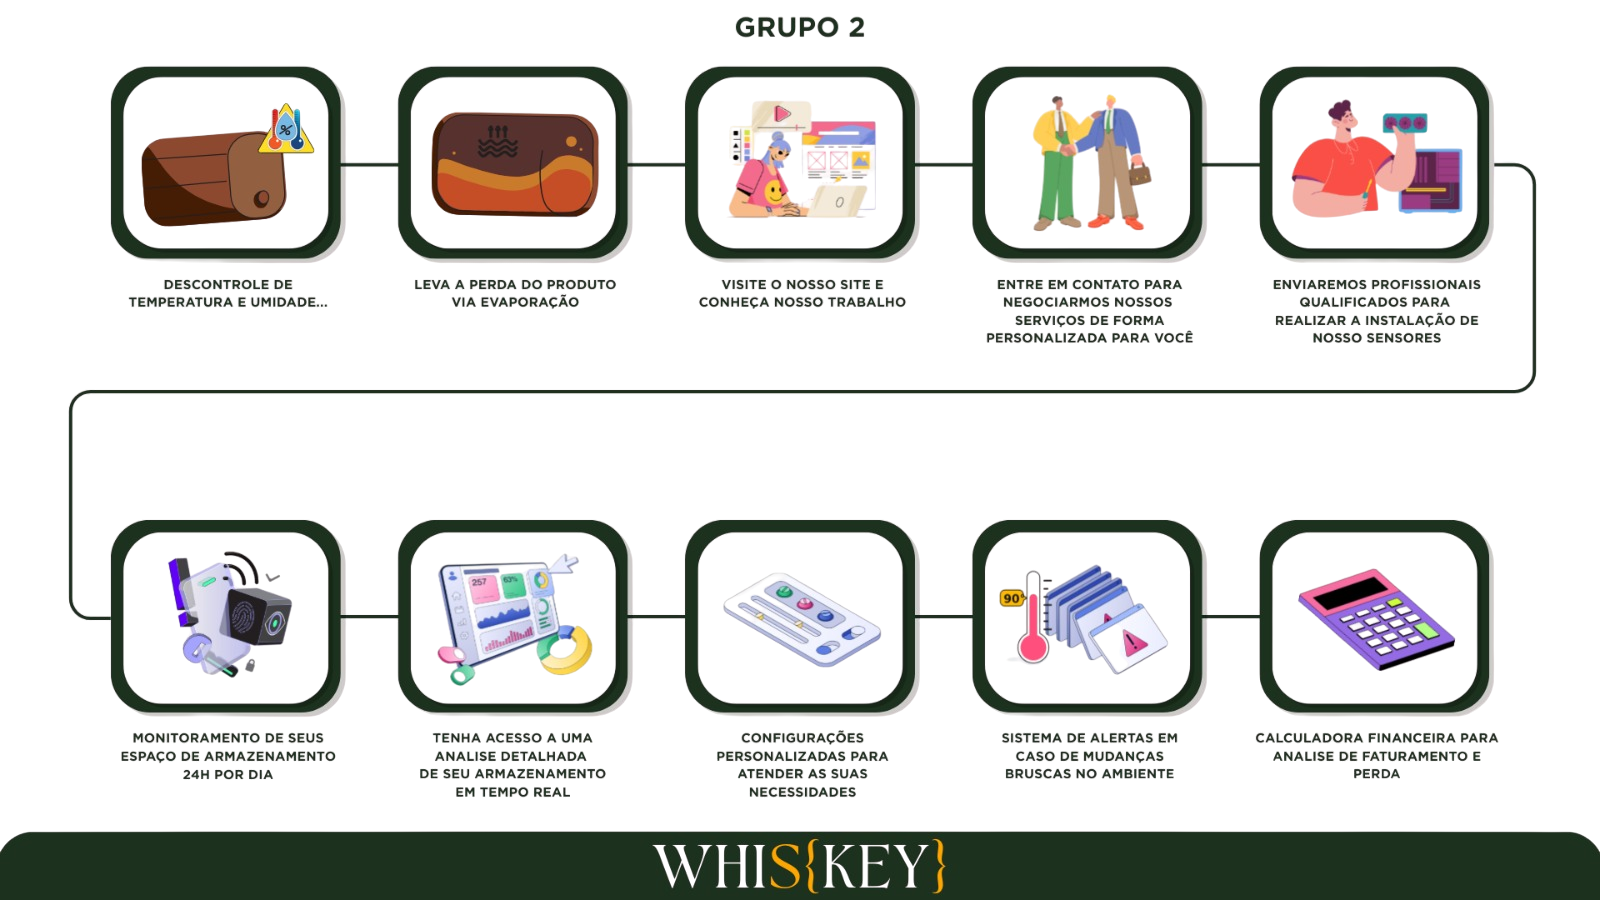 GRUPO 2
DESCONTROLE DE
TEMPERATURA E UMIDADE...
LEVA A PERDA DO PRODUTO
VIA EVAPORAÇÃO
VISITE O NOSSO SITE E
CONHEÇA NOSSO TRABALHO
ENTRE EM CONTATO PARA
NEGOCIARMOS NOSSOS
SERVIÇOS DE FORMA
PERSONALIZADA PARA VOCÊ
ENVIAREMOS PROFISSIONAIS
QUALIFICADOS PARA
REALIZAR A INSTALAÇÃO DE
NOSSO SENSORES
%
257
63%
90°
MONITORAMENTO DE SEUS
ESPAÇO DE ARMAZENAMENTO
24H POR DIA
TENHA ACESSO A UMA
ANALISE DETALHADA
DE SEU ARMAZENAMENTO
EM TEMPO REAL
CONFIGURAÇÕES
PERSONALIZADAS PARA
ATENDER AS SUAS
NECESSIDADES
SISTEMA DE ALERTAS EM
CASO DE MUDANÇAS
BRUSCAS NO AMBIENTE
CALCULADORA FINANCEIRA PARA
ANALISE DE FATURAMENTO E
PERDA
WHIS{KEY}